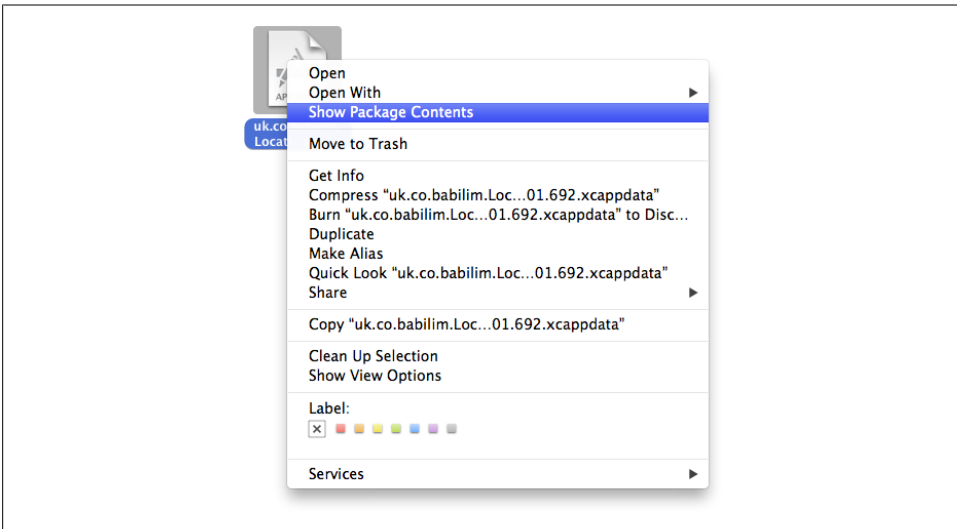 AP
uk.co
Locat
Open
Open With
Show Package Contents
Move to Trash
Get Info
Compress “uk.co.babilim.Loc...01.692.xcappdata”
Burn “uk.co.babilim.Loc...01.692.xcappdata” to Disc...
Duplicate
Make Alias
Quick Look “uk.co.babilim.Loc...01.692.xcappdata”
Share
Copy “uk.co.babilim.Loc...01.692.xcappdata”
Clean Up Selection
Show View Options
Label:
Services